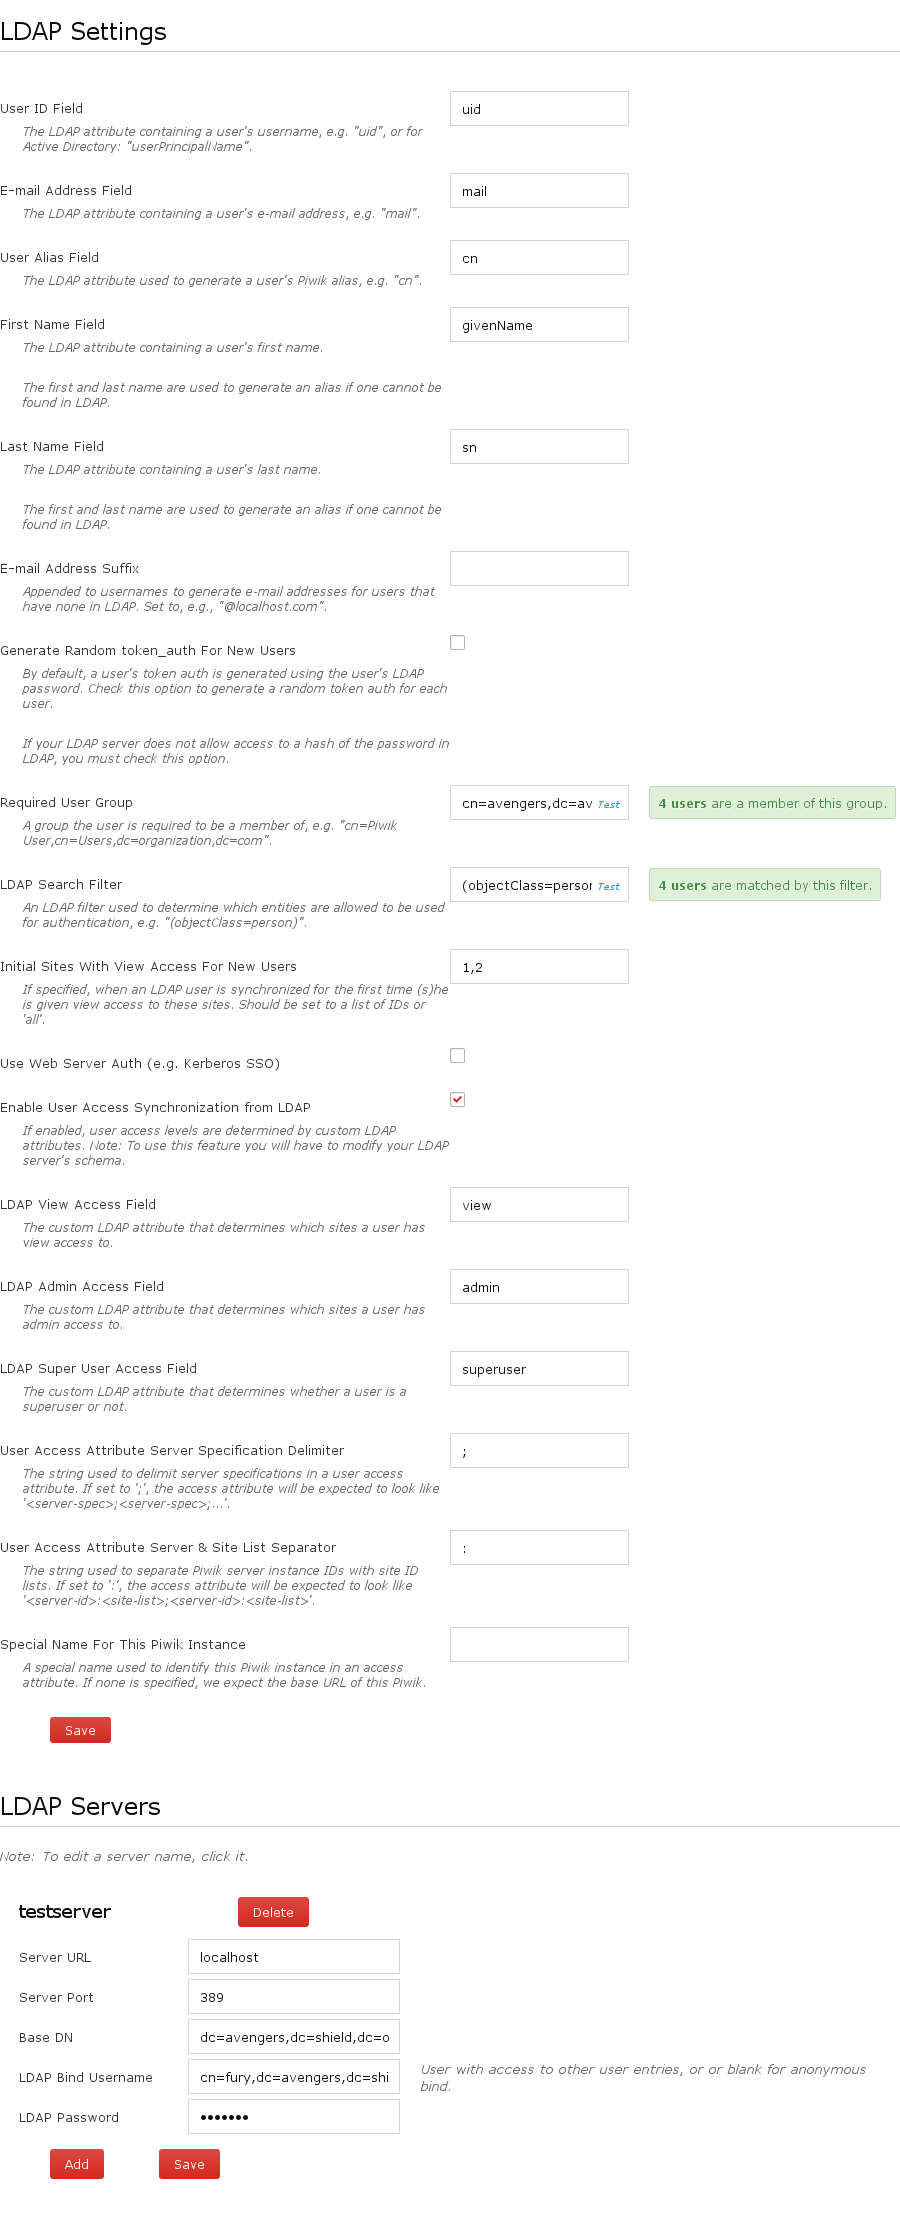 LDAP Settings
User ID Field
uid
The LDAP attribute containing a user's username, e.g. "uid", or for
Active Directory: "userPrincipalName".
E-mail Address Field
mail
The LDAP attribute containing a user's e-mail address, e.g. "mail".
User Alias Field
cn
The LDAP attribute used to generate a user's Piwik alias, e.g. "cn".
First Name Field
givenName
The LDAP attribute containing a user's first name.
The first and last name are used to generate an alias if one cannot be
found in LDAP.
Last Name Field
sn
The LDAP attribute containing a user's last name.
The first and last name are used to generate an alias if one cannot be
found in LDAP.
E-mail Address Suffix
Appended to usernames to generate e-mail addresses for users that
have none in LDAP. Set to, e.g., "@localhost.com".
Generate Random token_auth For New Users
By default, a user's token auth is generated using the user's LDAP
password. Check this option to generate a random token auth for each
user.
If your LDAP server does not allow access to a hash of the password in
LDAP, you must check this option.
Required User Group
cn=avengers,dc=av Test
4 users are a member of this group.
A group the user is required to be a member of, e.g. "cn=Piwik
User,cn=Users,dc=organization,dc=com".
LDAP Search Filter
(objectClass=person Test
4 users are matched by this filter.
An LDAP filter used to determine which entities are allowed to be used
for authentication, e.g. "(objectClass=person)".
Initial Sites With View Access For New Users
1,2
If specified, when an LDAP user is synchronized for the first time (s)he
is given view access to these sites. Should be set to a list of IDs or
'all'.
Use Web Server Auth (e.g. Kerberos SSO)
Enable User Access Synchronization from LDAP
If enabled, user access levels are determined by custom LDAP
attributes. Note: To use this feature you will have to modify your LDAP
server's schema.
LDAP View Access Field
view
The custom LDAP attribute that determines which sites a user has
view access to.
LDAP Admin Access Field
admin
The custom LDAP attribute that determines which sites a user has
admin access to.
LDAP Super User Access Field
superuser
The custom LDAP attribute that determines whether a user is a
superuser or not.
User Access Attribute Server Specification Delimiter
;
The string used to delimit server specifications in a user access
attribute. If set to ';', the access attribute will be expected to look like
'<server-spec>;<server-spec>;...'.
User Access Attribute Server & Site List Separator
:
The string used to separate Piwik server instance IDs with site ID
lists. If set to ':', the access attribute will be expected to look like
'<server-id>:<site-list>;<server-id>:<site-list>'.
Special Name For This Piwik Instance
A special name used to identify this Piwik instance in an access
attribute. If none is specified, we expect the base URL of this Piwik.
Save
LDAP Servers
Note: To edit a server name, click it.
testserver
Delete
Server URL
localhost
Server Port
389
Base DN
dc=avengers,dc=shield,dc=o
LDAP Bind Username
cn=fury,dc=avengers,dc=shi
User with access to other user entries, or or blank for anonymous
bind.
LDAP Password
•••••••
Add
Save